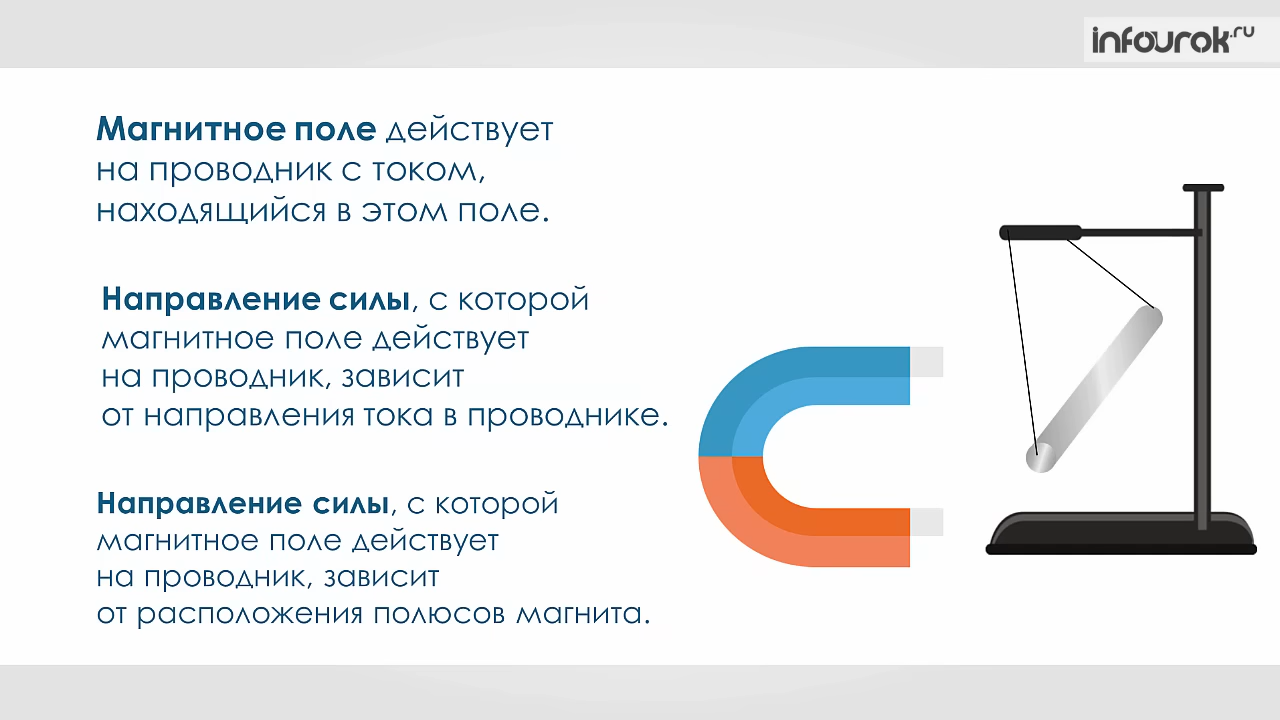 infourok.ru
Магнитное поле действует
на проводник с током,
находящийся в этом поле.
Направление силы, с которой
магнитное поле действует
на проводник, зависит
от направления тока в проводнике.
Направление силы, с которой
магнитное поле действует
на проводник, зависит
от расположения полюсов магнита.